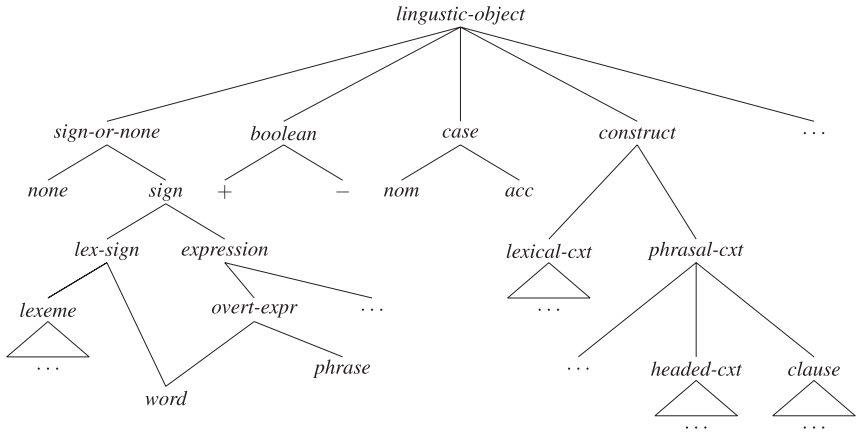 lingustic-object
sign-or-none boolean case construct ...
none sign + − nom acc
lex-sign expression lexical-cxt phrasal-cxt
lexeme overt-expr ... ...
... phrase ... headed-cxt clause
word
... ...